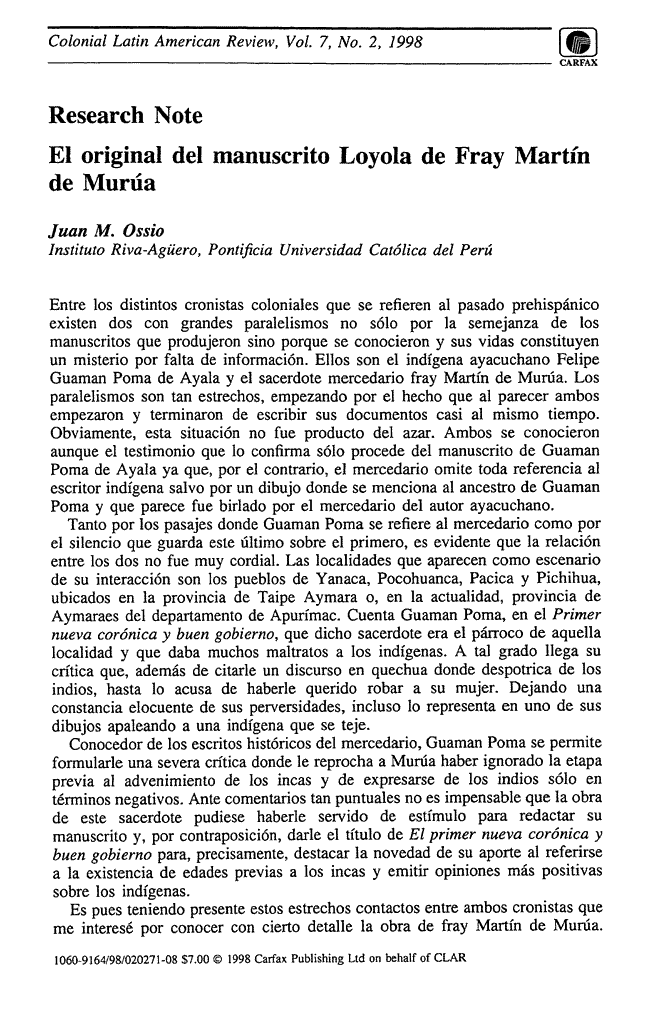 Colonial Latin American Review, Vol. 7, No. 2, 1998
CARFAX
Research Note
El original del manuscrito Loyola de Fray Martín
de Murúa
Juan M. Ossio
Instituto Riva-Agüero, Pontificia Universidad Católica del Perú
Entre los distintos cronistas coloniales que se refieren al pasado prehispánico
existen dos con grandes paralelismos no sólo por la semejanza de los
manuscritos que produjeron sino porque se conocieron y sus vidas constituyen
un misterio por falta de información. Ellos son el indígena ayacuchano Felipe
Guaman Poma de Ayala y el sacerdote mercedario fray Martín de Murúa. Los
paralelismos son tan estrechos, empezando por el hecho que al parecer ambos
empezaron y terminaron de escribir sus documentos casi al mismo tiempo.
Obviamente, esta situación no fue producto del azar. Ambos se conocieron
aunque el testimonio que lo confirma sólo procede del manuscrito de Guaman
Poma de Ayala ya que, por el contrario, el mercedario omite toda referencia al
escritor indígena salvo por un dibujo donde se menciona al ancestro de Guaman
Poma y que parece fue birlado por el mercedario del autor ayacuchano.
Tanto por los pasajes donde Guaman Poma se refiere al mercedario como por
el silencio que guarda este último sobre el primero, es evidente que la relación
entre los dos no fue muy cordial. Las localidades que aparecen como escenario
de su interacción son los pueblos de Yanaca, Pocohuanca, Pacica y Pichihua,
ubicados en la provincia de Taipe Aymara o, en la actualidad, provincia de
Aymaraes del departamento de Apurímac. Cuenta Guaman Poma, en el Primer
nueva corónica y buen gobierno, que dicho sacerdote era el párroco de aquella
localidad y que daba muchos maltratos a los indígenas. A tal grado llega su
crítica que, además de citarle un discurso en quechua donde despotrica de los
indios, hasta lo acusa de haberle querido robar a su mujer. Dejando una
constancia elocuente de sus perversidades, incluso lo representa en uno de sus
dibujos apaleando a una indígena que se teje.
Conocedor de los escritos históricos del mercedario, Guaman Poma se permite
formularle una severa crítica donde le reprocha a Murúa haber ignorado la etapa
previa al advenimiento de los incas y de expresarse de los indios sólo en
términos negativos. Ante comentarios tan puntuales no es impensable que la obra
de este sacerdote pudiese haberle servido de estímulo para redactar su
manuscrito y, por contraposición, darle el título de El primer nueva corónica y
buen gobierno para, precisamente, destacar la novedad de su aporte al referirse
a la existencia de edades previas a los incas y emitir opiniones más positivas
sobre los indígenas.
Es pues teniendo presente estos estrechos contactos entre ambos cronistas que
me interesé por conocer con cierto detalle la obra de fray Martín de Murúa.
1060-9164/98/020271-08 $7.00 © 1998 Carfax Publishing Ltd on behalf of CLAR